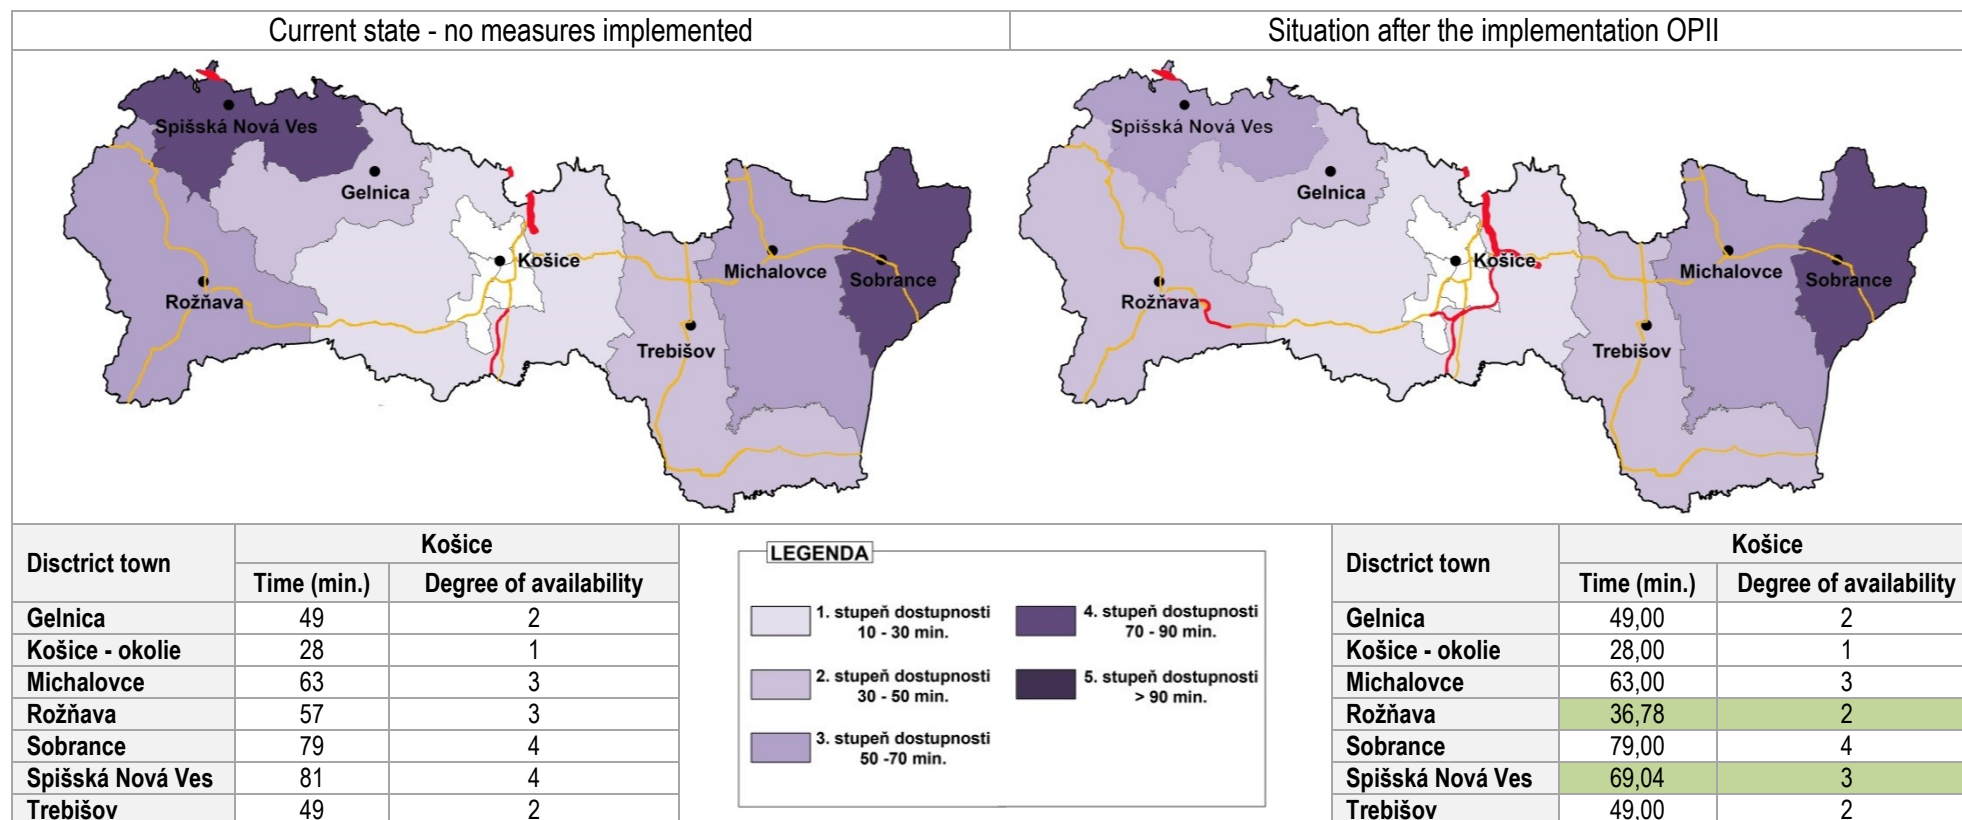 Current state - no measures implemented
Situation after the implementation OPII
Spišská Nová Ves
Gelnica
Košice
Rožňava
Michalovce
Sobrance
Trebišov
Spišská Nová Ves
Gelnica
Košice
Rožňava
Michalovce
Sobrance
Trebišov
Disctrict town
Košice
Time (min.) Degree of availability
Gelnica 49 2
Košice - okolie 28 1
Michalovce 63 3
Rožňava 57 3
Sobrance 79 4
Spišská Nová Ves 81 4
Trebišov 49 2
LEGENDA
1. stupeň dostupnosti
10 - 30 min.
2. stupeň dostupnosti
30 - 50 min.
3. stupeň dostupnosti
50 -70 min.
4. stupeň dostupnosti
70 - 90 min.
5. stupeň dostupnosti
> 90 min.
Disctrict town
Košice
Time (min.) Degree of availability
Gelnica 49,00 2
Košice - okolie 28,00 1
Michalovce 63,00 3
Rožňava 36,78 2
Sobrance 79,00 4
Spišská Nová Ves 69,04 3
Trebišov 49,00 2